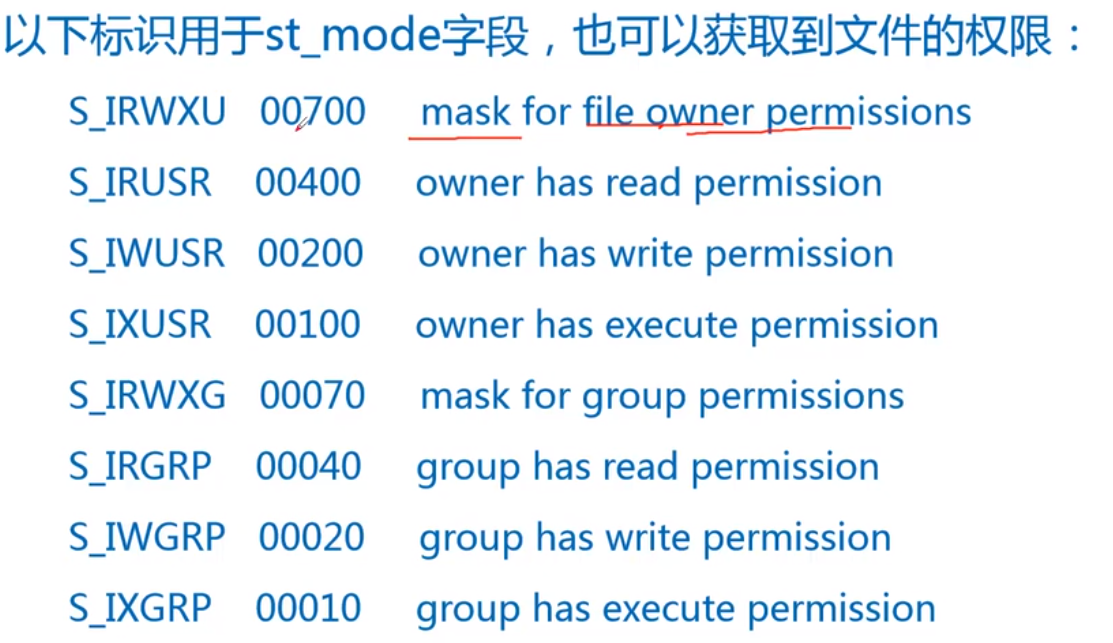 以下标识用于st_mode字段，也可以获取到文件的权限：
S_IRWXU 00700 mask for file owner permissions
S_IRUSR 00400 owner has read permission
S_IWUSR 00200 owner has write permission
S_IXUSR 00100 owner has execute permission
S_IRWXG 00070 mask for group permissions
S_IRGRP 00040 group has read permission
S_IWGRP 00020 group has write permission
S_IXGRP 00010 group has execute permission